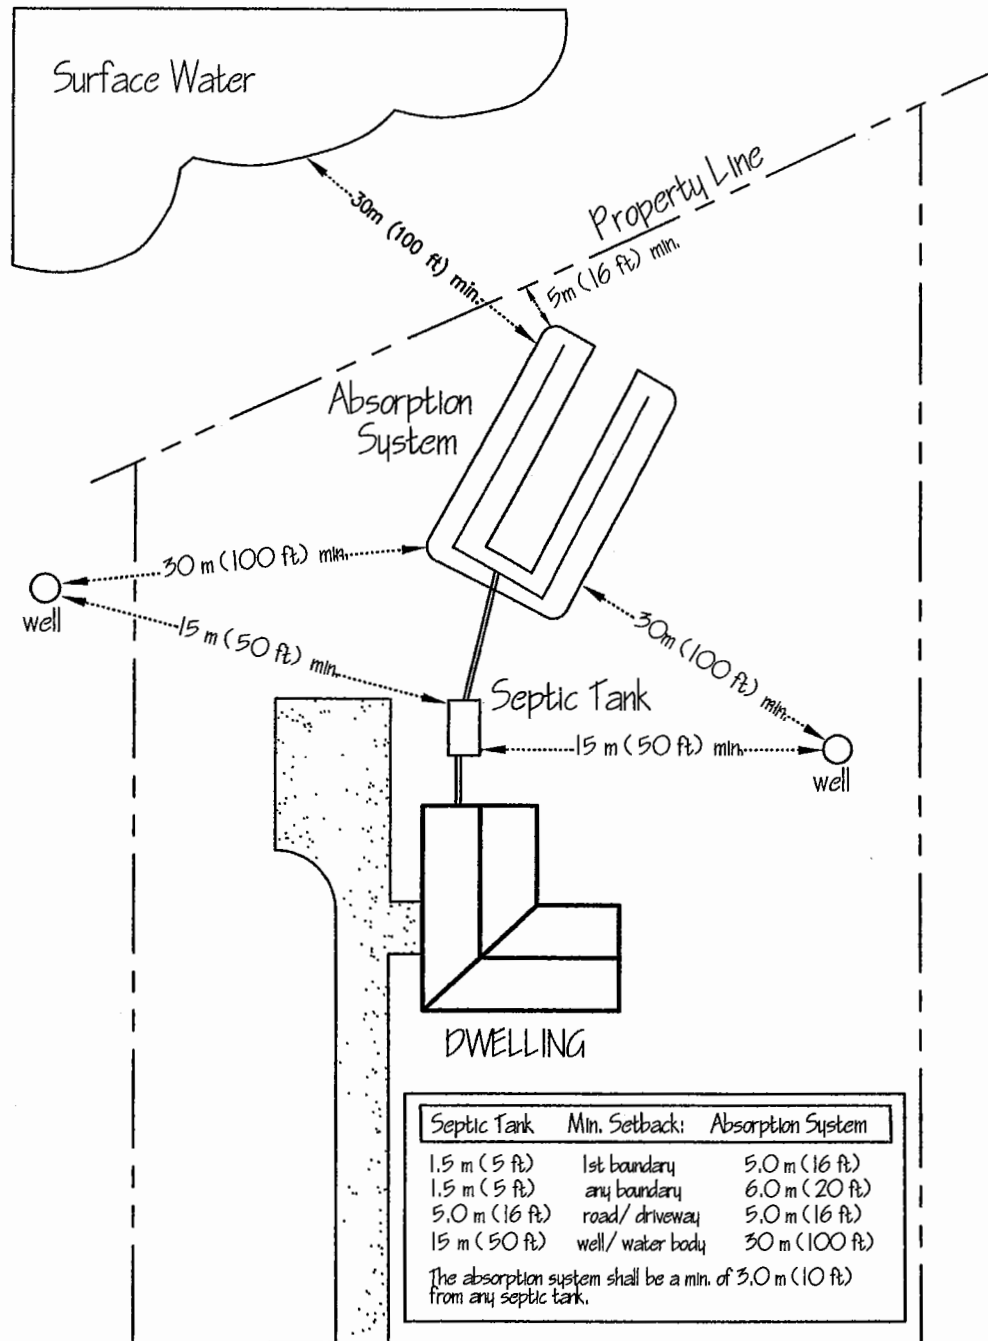 Surface Water
30m (100 ft) min.
Property Line
5m (16 ft) min.
Absorption
System
30 m (100 ft) min.
well
15 m (50 ft) min.
30m (100 ft) min.
Septic Tank
15 m (50 ft) min.
well
DWELLING
Septic Tank Min. Setback: Absorption System
1.5 m (5 ft) 1st boundary 5.0 m (16 ft)
1.5 m (5 ft) any boundary 6.0 m (20 ft)
5.0 m (16 ft) road/driveway 5.0 m (16 ft)
15 m (50 ft) well/water body 30 m (100 ft)
The absorption system shall be a min. of 3.0 m (10 ft)
from any septic tank.